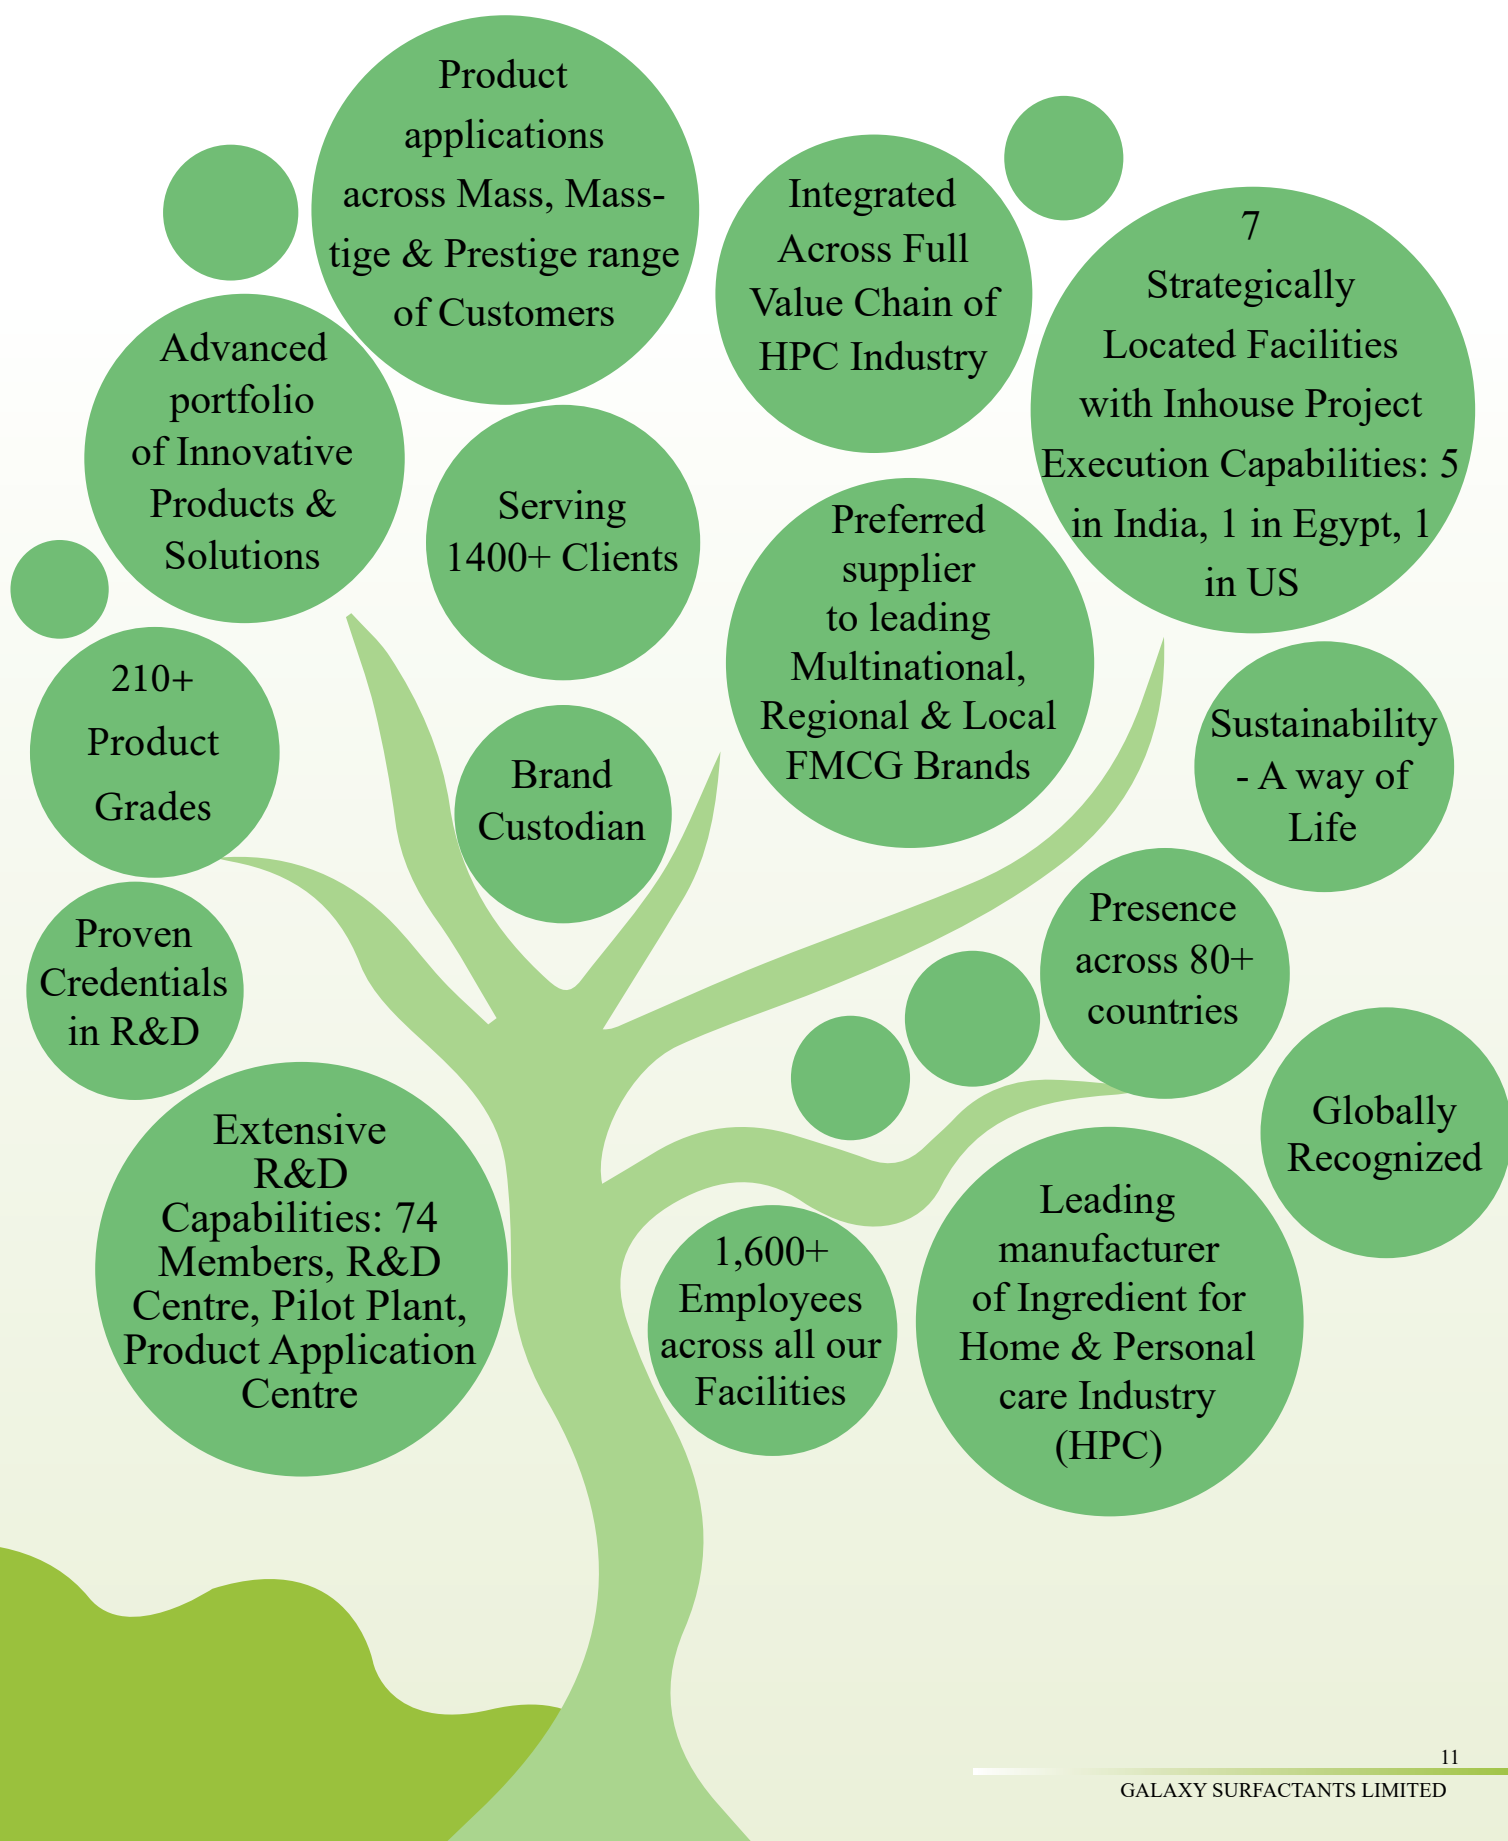 Product
applications
across Mass, Mass-
tige & Prestige range
of Customers
Integrated
Across Full
Value Chain of
HPC Industry
7
Strategically
Located Facilities
with Inhouse Project
Execution Capabilities: 5
in India, 1 in Egypt, 1
in US
Advanced
portfolio
of Innovative
Products &
Solutions
Serving
1400+ Clients
Preferred
supplier
to leading
Multinational,
Regional & Local
FMCG Brands
210+
Product
Grades
Brand
Custodian
Sustainability
- A way of
Life
Proven
Credentials
in R&D
Presence
across 80+
countries
Extensive
R&D
Capabilities: 74
Members, R&D
Centre, Pilot Plant,
Product Application
Centre
1,600+
Employees
across all our
Facilities
Leading
manufacturer
of Ingredient for
Home & Personal
care Industry
(HPC)
Globally
Recognized
11
GALAXY SURFACTANTS LIMITED